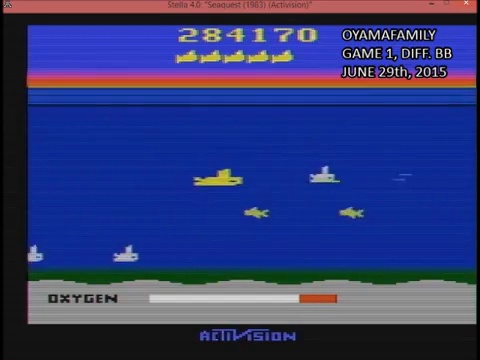 Stella 4.0: "Seaquest (1983) (Activision)"
284170
OYAMAFAMILY
GAME 1, DIFF. BB
JUNE 29th, 2015
OXYGEN
ACTIVISION